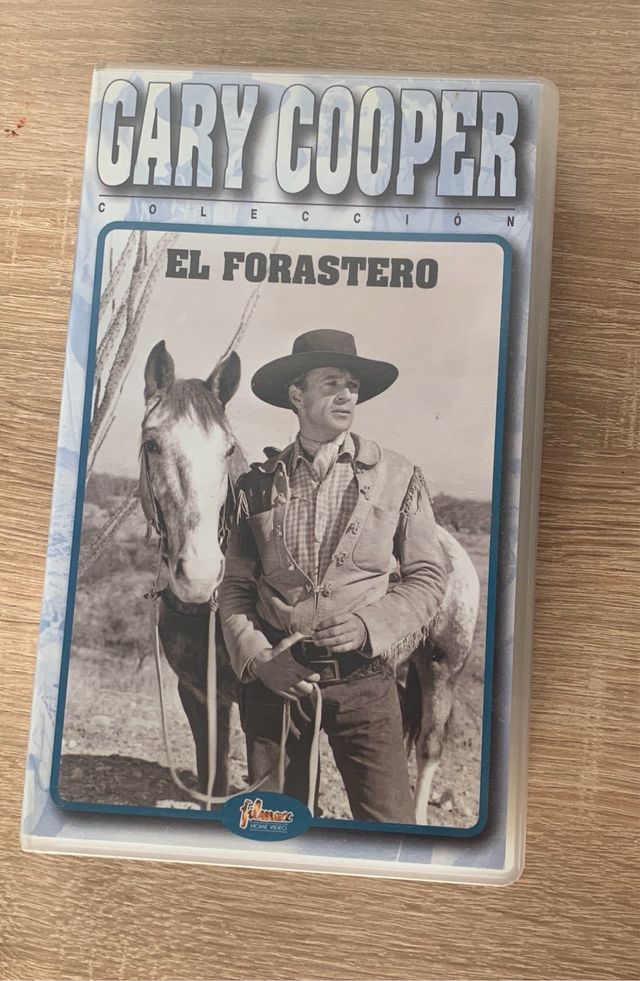 GARY COOPER
COLECCIÓN
EL FORASTERO
filmax
HOME VIDEO